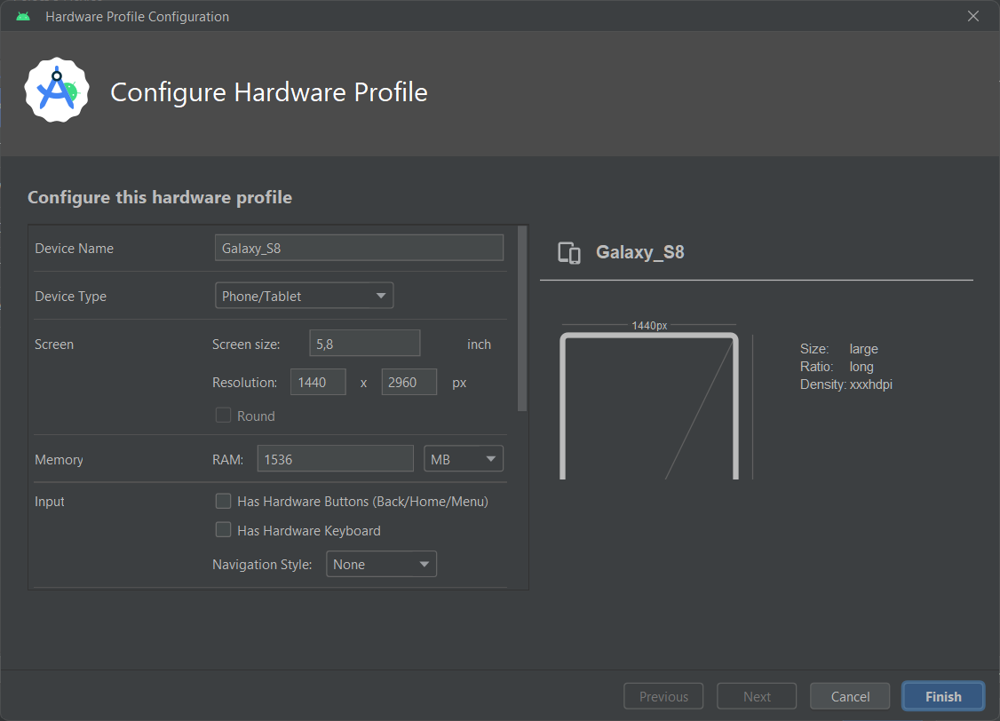 Hardware Profile Configuration
Configure Hardware Profile
Configure this hardware profile
Device Name Galaxy_S8
Device Type Phone/Tablet
Screen Screen size: 5,8 inch
Resolution: 1440 x 2960 px
Round
Memory RAM: 1536 MB
Input Has Hardware Buttons (Back/Home/Menu)
Has Hardware Keyboard
Navigation Style: None
Galaxy_S8
1440px
Size: large
Ratio: long
Density: xxxhdpi
Previous Next Cancel Finish